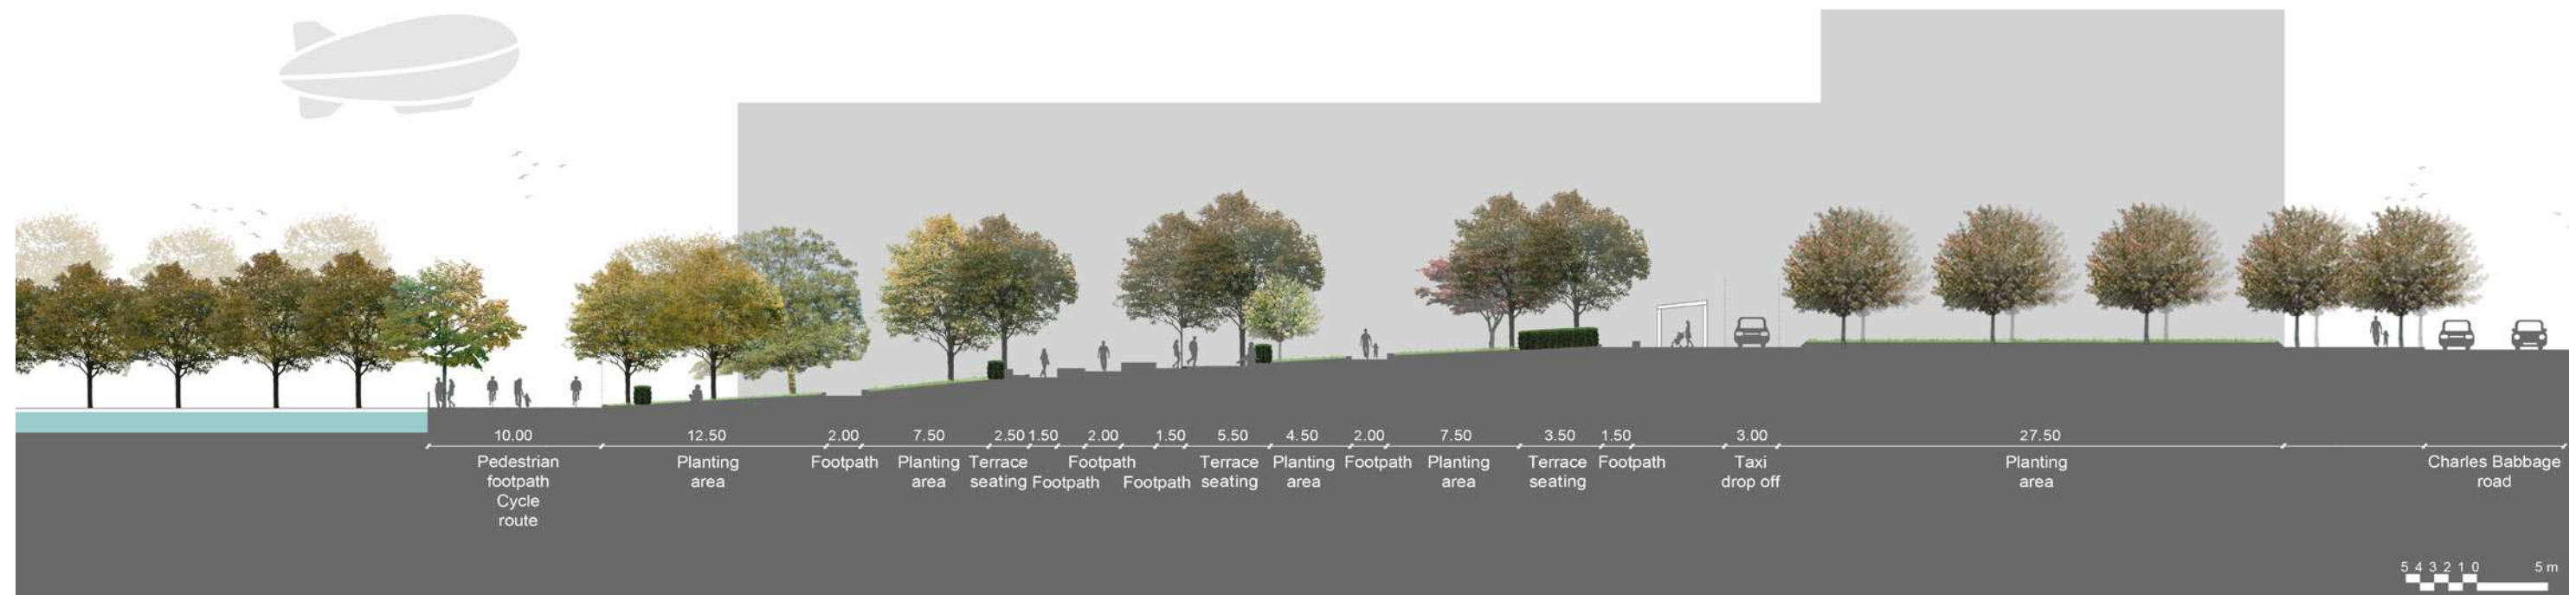 10.00 12.50 2.00 7.50 2.50 1.50 2.00 1.50 5.50 4.50 2.00 7.50 3.50 1.50 3.00 27.50
Pedestrian Planting Footpath Planting Terrace Footpath Terrace Planting Footpath Planting Terrace Footpath Taxi Planting Charles Babbage
footpath area area seating Footpath Footpath seating area area seating drop off area road
Cycle
route
5 4 3 2 1 0 5 m